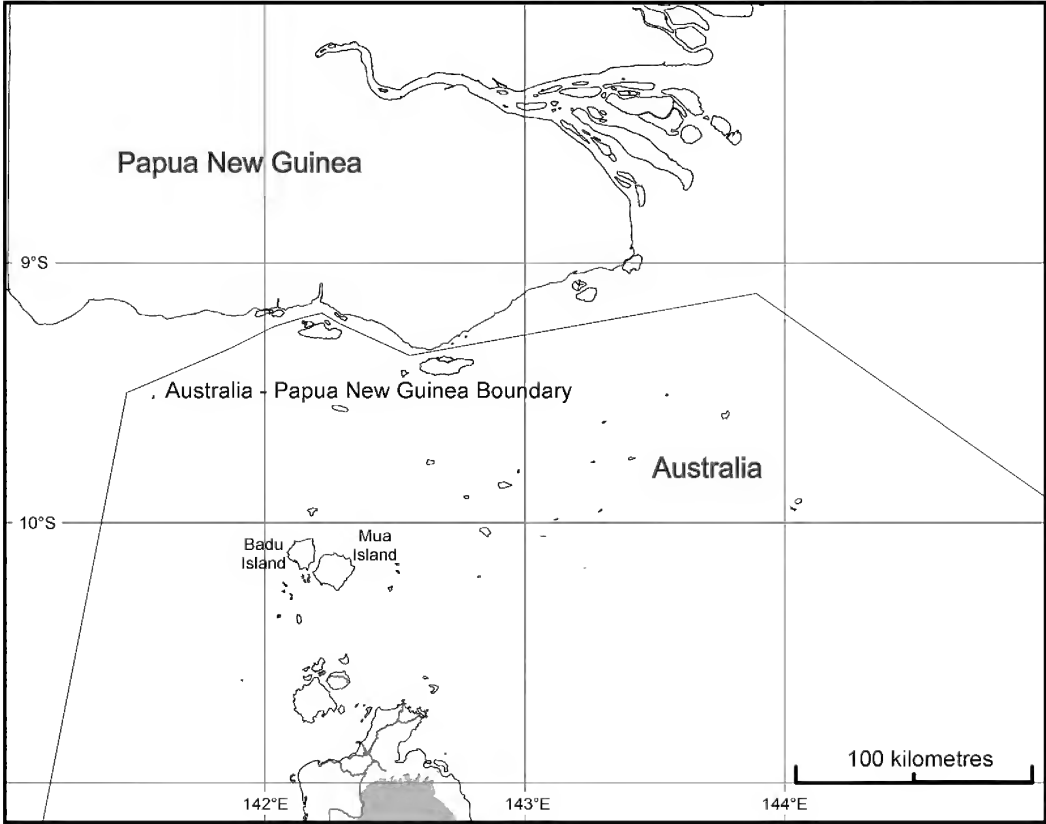 Papua New Guinea
9°S
Australia - Papua New Guinea Boundary
Australia
10°S
Badu
Island
Mua
Island
100 kilometres
142°E
143°E
144°E